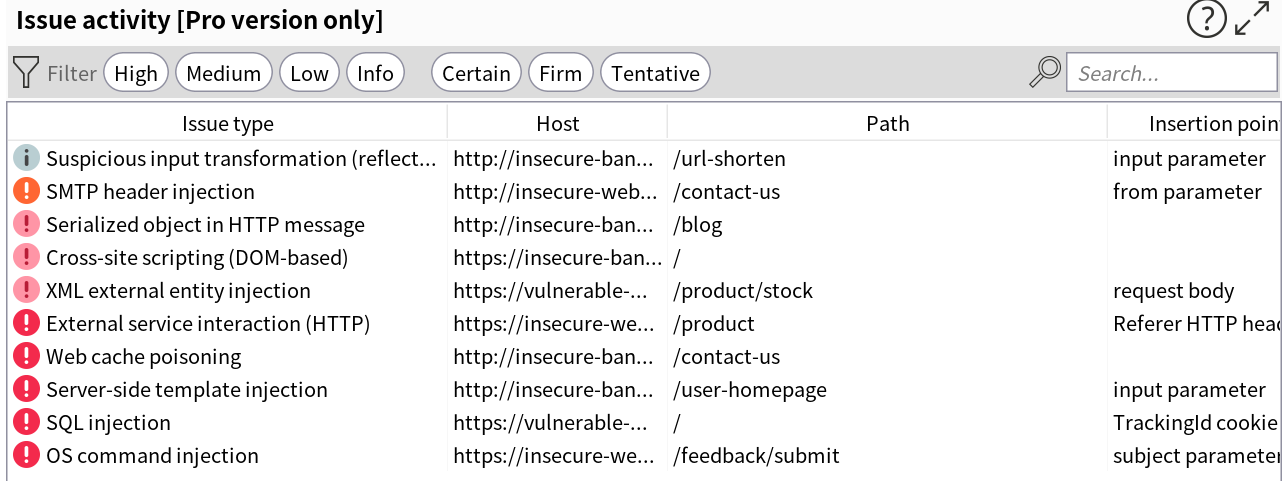 Issue activity [Pro version only]
Filter High Medium Low Info Certain Firm Tentative Search...
Issue type Host Path Insertion poin
Suspicious input transformation (reflect... http://insecure-ban... /url-shorten input parameter
SMTP header injection http://insecure-web... /contact-us from parameter
Serialized object in HTTP message http://insecure-ban... /blog
Cross-site scripting (DOM-based) https://insecure-ban... /
XML external entity injection https://vulnerable-... /product/stock request body
External service interaction (HTTP) https://insecure-we... /product Referer HTTP head
Web cache poisoning http://insecure-ban... /contact-us
Server-side template injection http://insecure-ban... /user-homepage input parameter
SQL injection https://vulnerable-... / TrackingId cookie
OS command injection https://insecure-we... /feedback/submit subject parameter